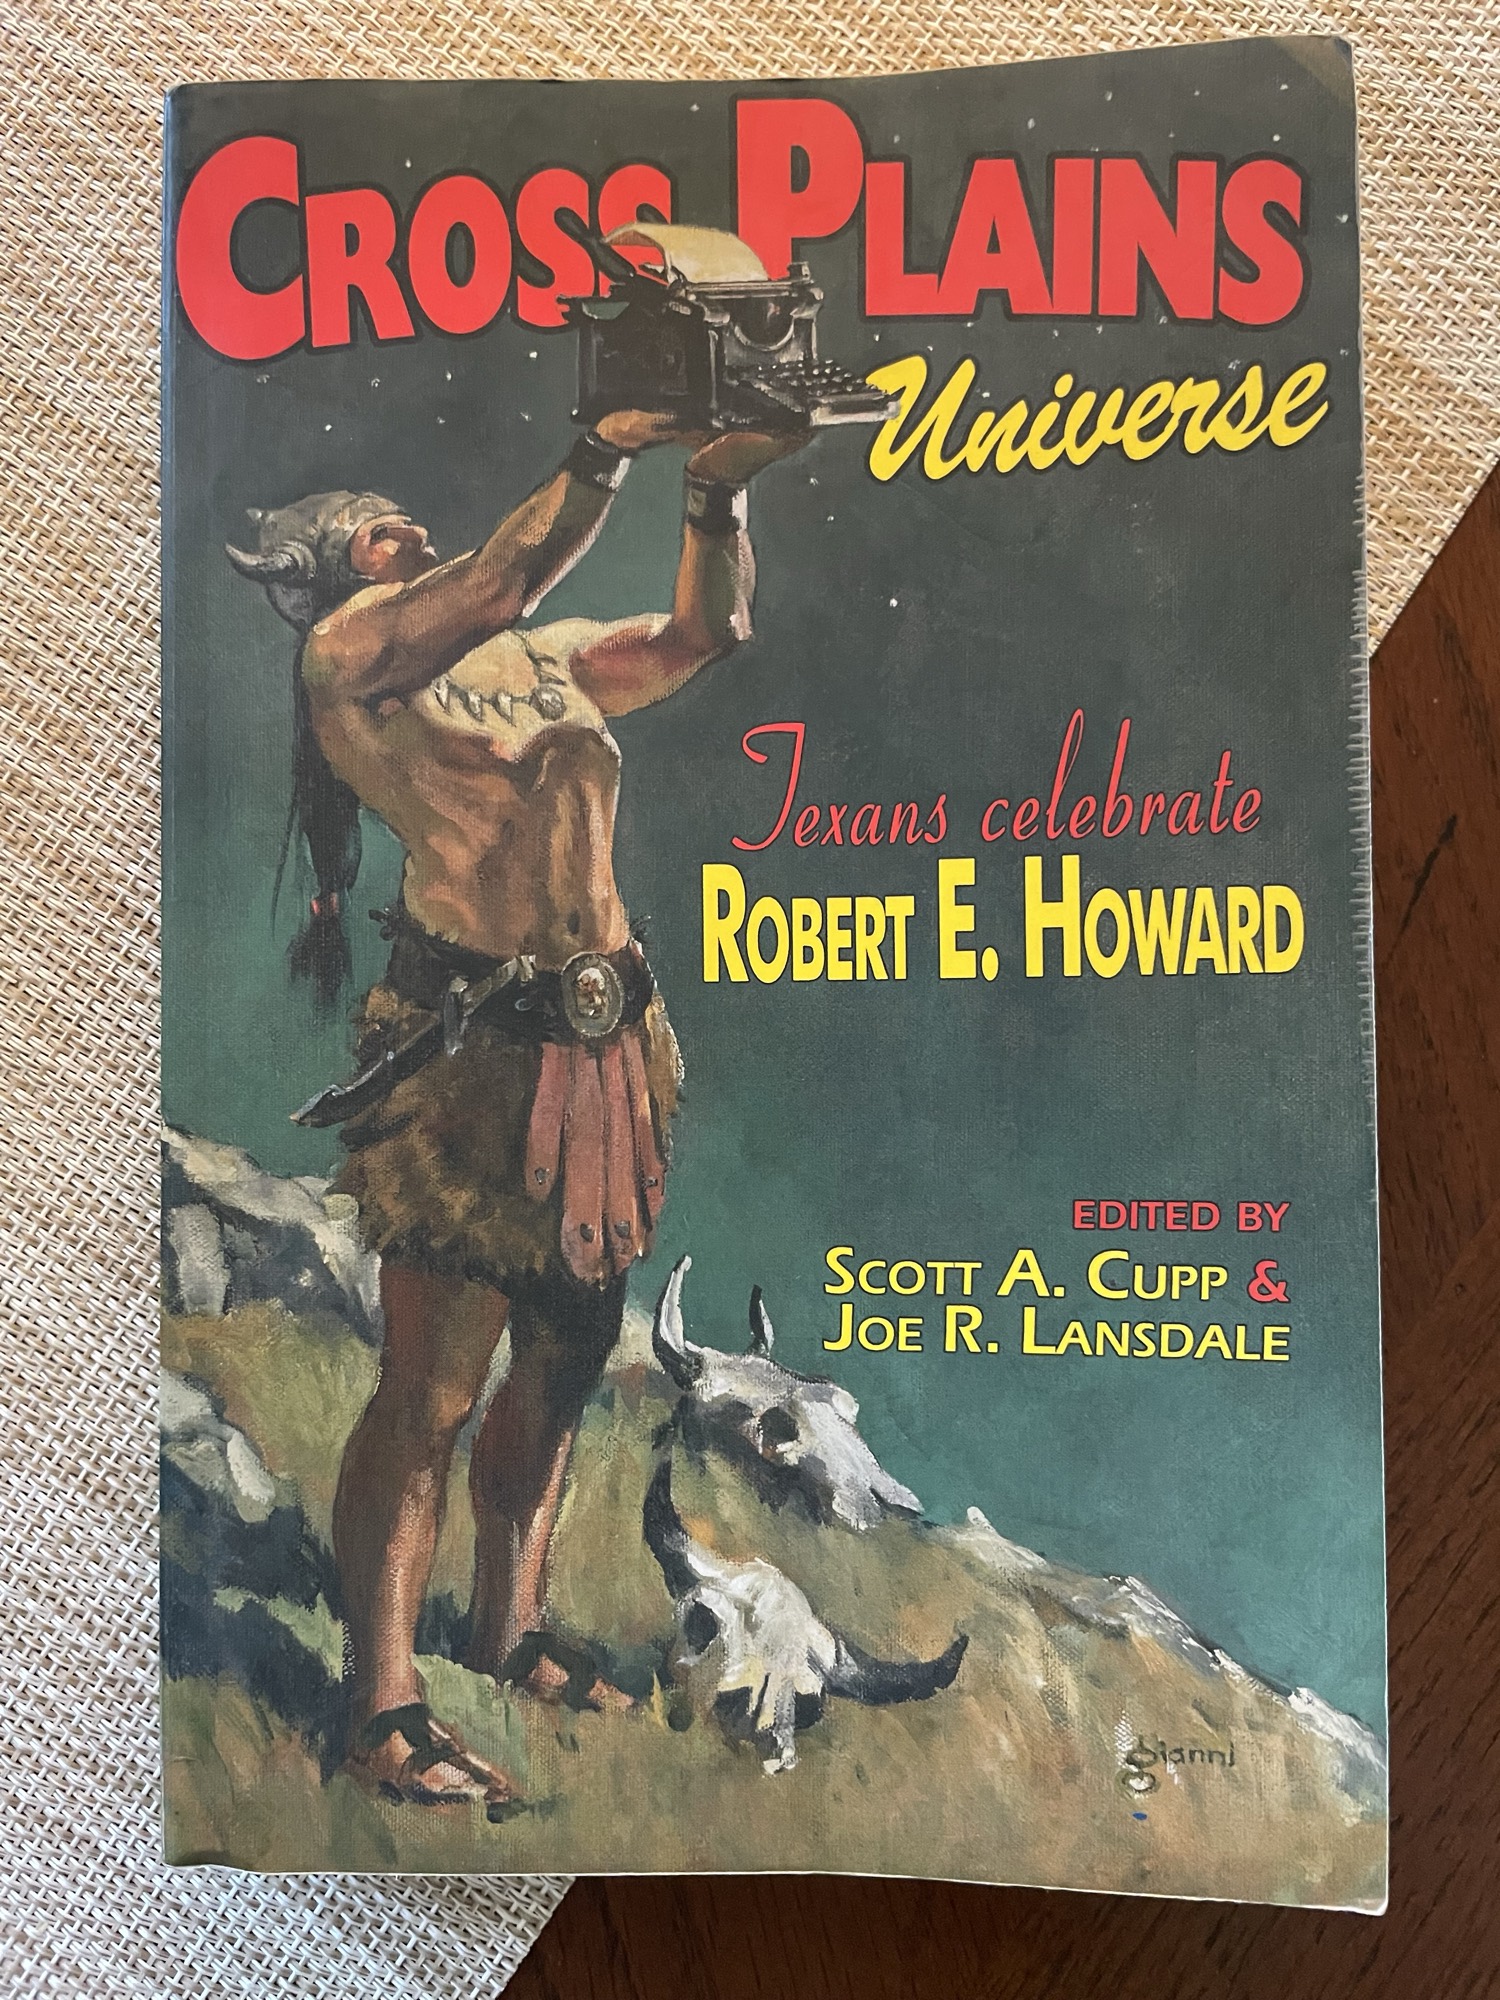 CROSS PLAINS
Universe
Texans celebrate
ROBERT E. HOWARD
EDITED BY
SCOTT A. CUPP &
JOE R. LANSDALE
gianni